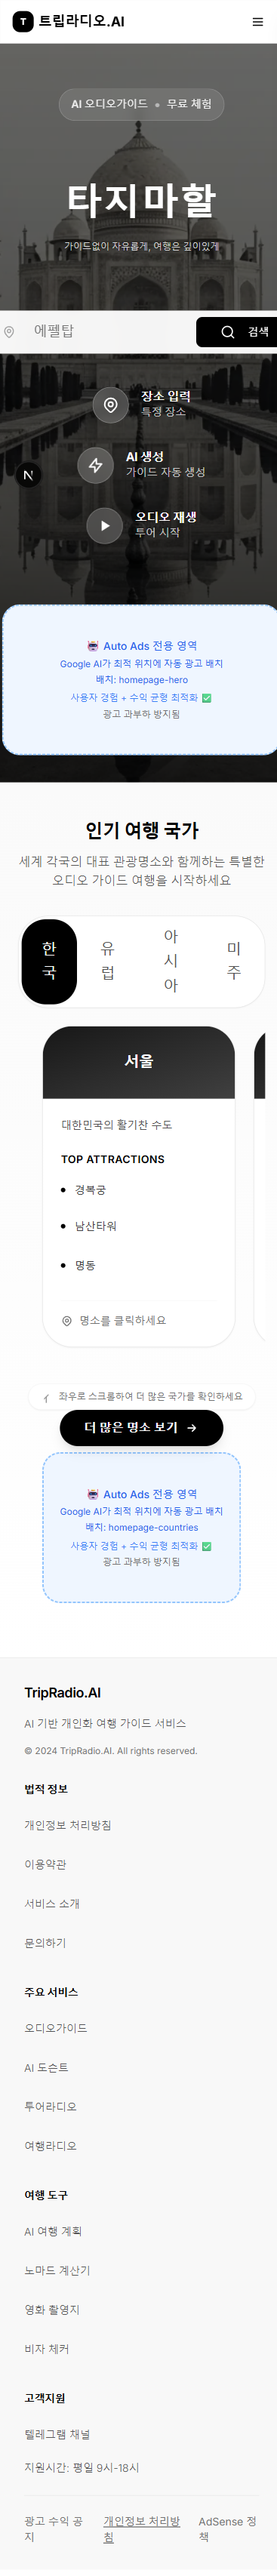 T 트립라디오.AI
AI 오디오가이드 • 무료 체험
타지마할
가이드없이 자유롭게, 여행은 깊이있게
에펠탑
검색
장소 입력
특정 장소
AI 생성
가이드 자동 생성
N
오디오 재생
투어 시작
Auto Ads 전용 영역
Google AI가 최적 위치에 자동 광고 배치
배치: homepage-hero
사용자 경험 + 수익 균형 최적화 ✅
광고 과부하 방지됨
인기 여행 국가
세계 각국의 대표 관광명소와 함께하는 특별한
오디오 가이드 여행을 시작하세요
한국
유럽
아시아
미주
서울
대한민국의 활기찬 수도
TOP ATTRACTIONS
경복궁
남산타워
명동
명소를 클릭하세요
좌우로 스크롤하여 더 많은 국가를 확인하세요
더 많은 명소 보기 →
Auto Ads 전용 영역
Google AI가 최적 위치에 자동 광고 배치
배치: homepage-countries
사용자 경험 + 수익 균형 최적화 ✅
광고 과부하 방지됨
TripRadio.AI
AI 기반 개인화 여행 가이드 서비스
© 2024 TripRadio.AI. All rights reserved.
법적 정보
개인정보 처리방침
이용약관
서비스 소개
문의하기
주요 서비스
오디오가이드
AI 도슨트
투어라디오
여행라디오
여행 도구
AI 여행 계획
노마드 계산기
영화 촬영지
비자 체커
고객지원
텔레그램 채널
지원시간: 평일 9시-18시
광고 수익 공지
개인정보 처리방침
AdSense 정책